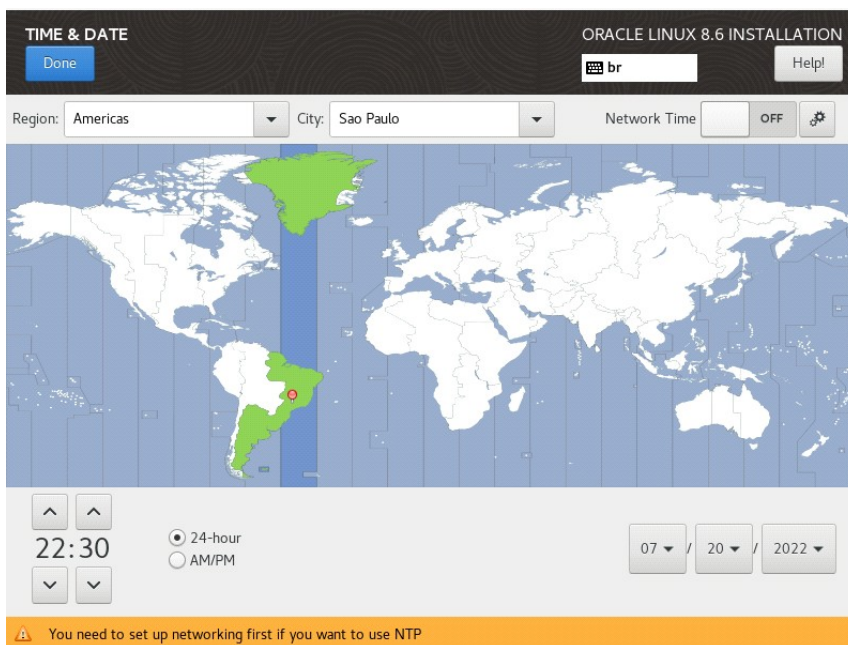 TIME & DATE
ORACLE LINUX 8.6 INSTALLATION
Done
br
Help!
Region: Americas City: Sao Paulo Network Time OFF
22:30
24-hour
AM/PM
07 / 20 / 2022
You need to set up networking first if you want to use NTP